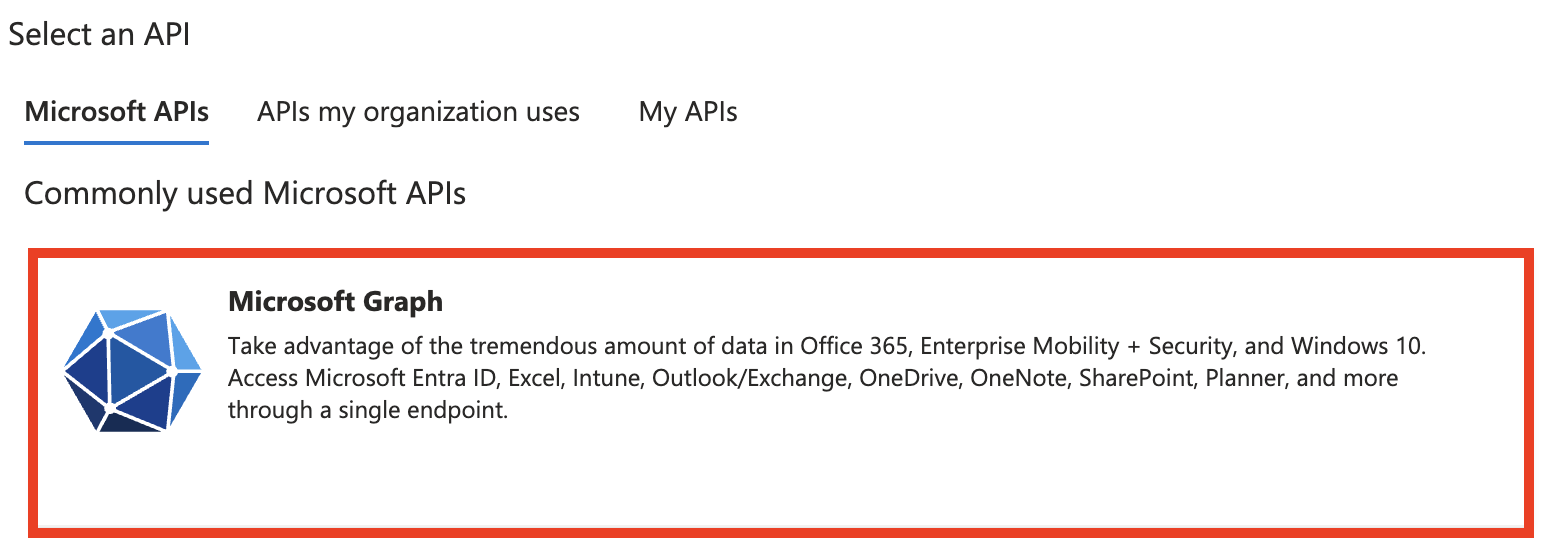 Select an API
Microsoft APIs APIs my organization uses My APIs
Commonly used Microsoft APIs
Microsoft Graph
Take advantage of the tremendous amount of data in Office 365, Enterprise Mobility + Security, and Windows 10.
Access Microsoft Entra ID, Excel, Intune, Outlook/Exchange, OneDrive, OneNote, SharePoint, Planner, and more
through a single endpoint.